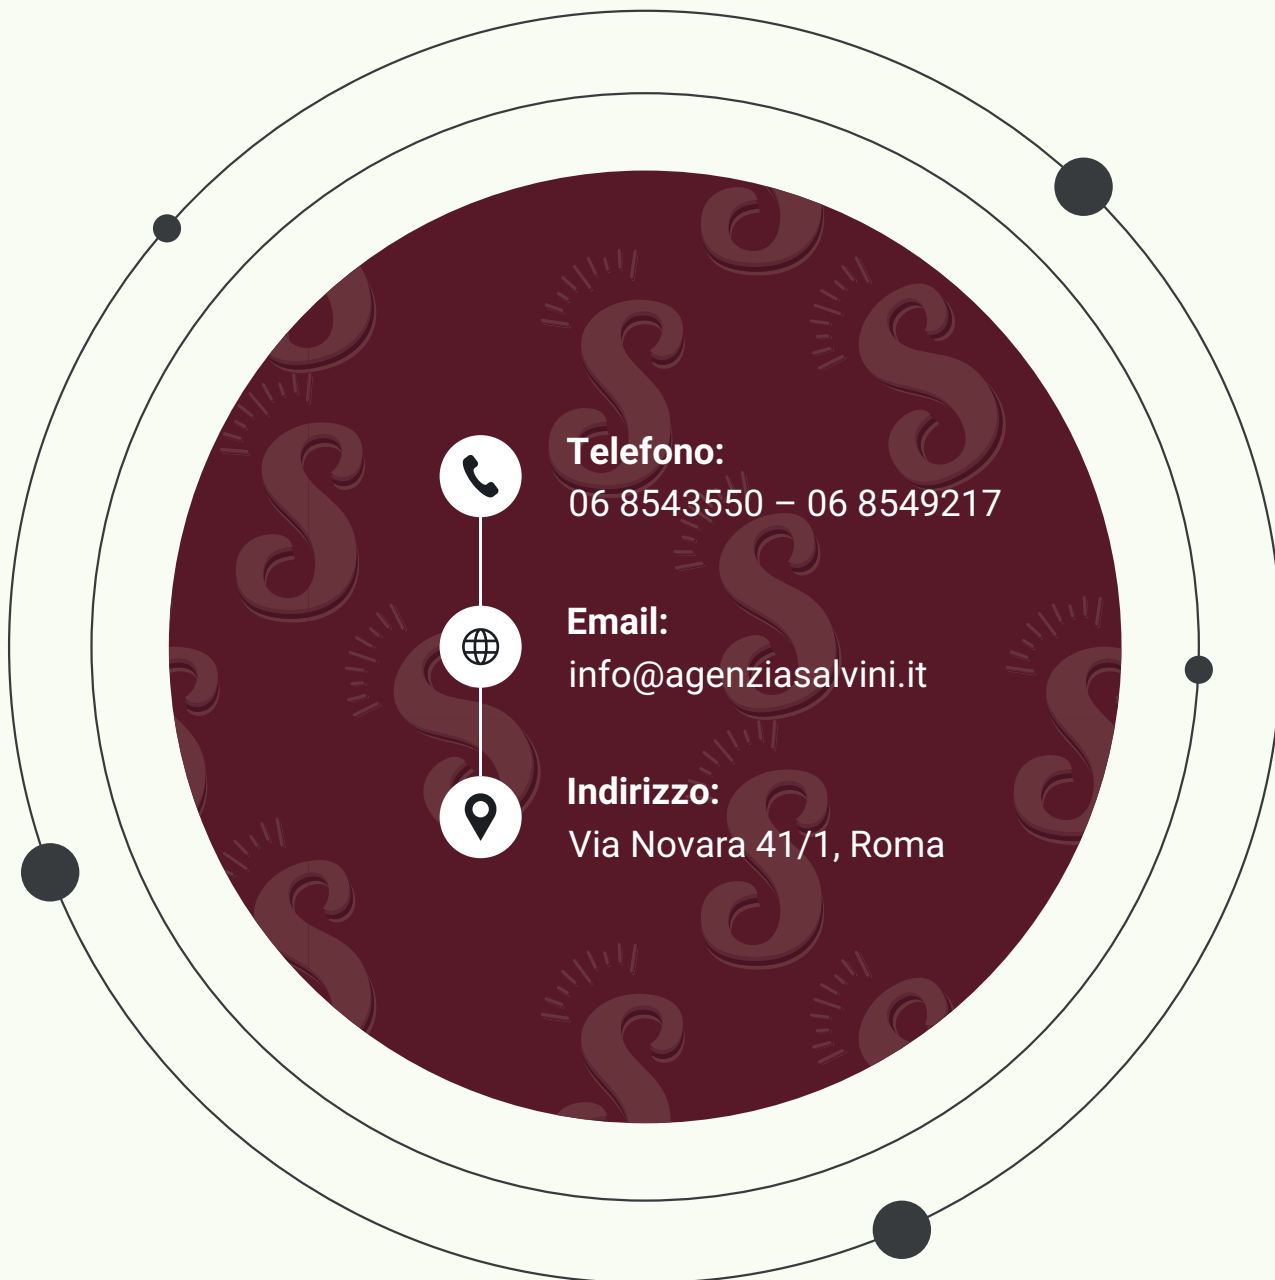 Telefono:
06 8543550 – 06 8549217
Email:
info@agenziasalvini.it
Indirizzo:
Via Novara 41/1, Roma